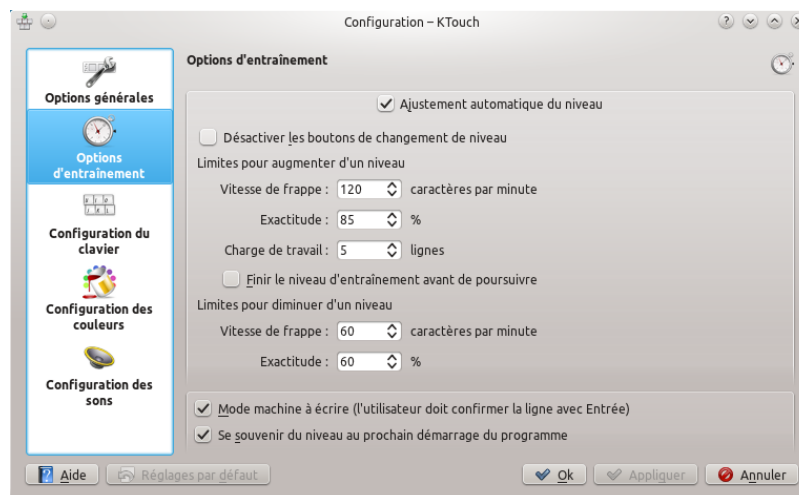 Configuration – KTouch
Options générales
Options d'entraînement
Configuration du clavier
Configuration des couleurs
Configuration des sons
Options d'entraînement
Ajustement automatique du niveau
Désactiver les boutons de changement de niveau
Limites pour augmenter d'un niveau
Vitesse de frappe : 120 caractères par minute
Exactitude : 85 %
Charge de travail : 5 lignes
Finir le niveau d'entraînement avant de poursuivre
Limites pour diminuer d'un niveau
Vitesse de frappe : 60 caractères par minute
Exactitude : 60 %
Mode machine à écrire (l'utilisateur doit confirmer la ligne avec Entrée)
Se souvenir du niveau au prochain démarrage du programme
Aide Réglages par défaut Ok Appliquer Annuler